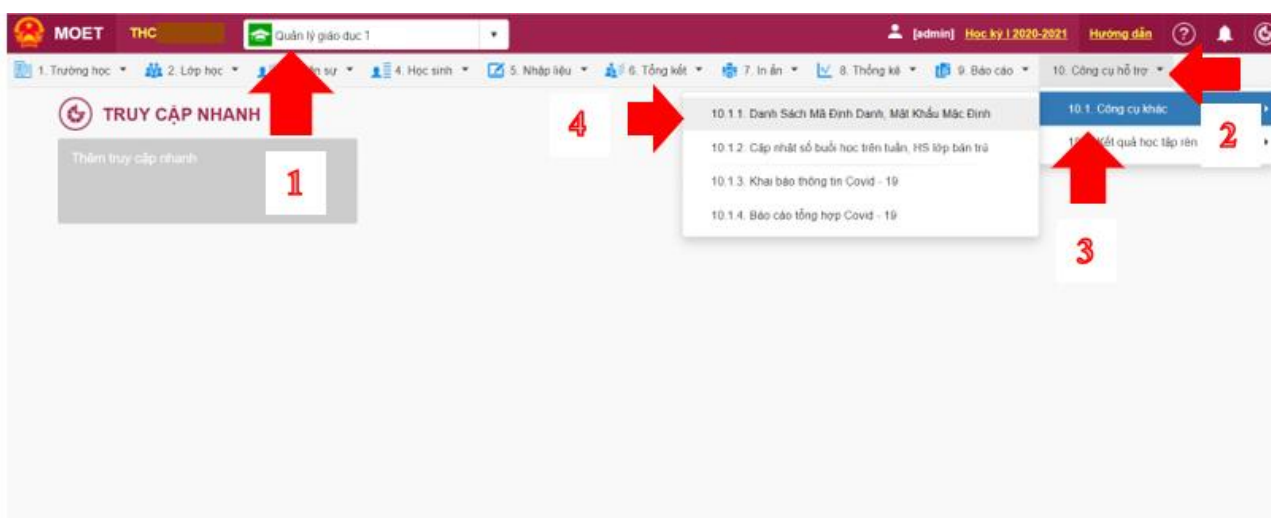 MOET THC Quản lý giáo dục 1 [admin] Học kỳ I 2020-2021 Hướng dẫn ?
1. Trường học 2. Lớp học sự 4. Học sinh 5. Nhập liệu 6. Tổng kết 7. In ấn 8. Thống kê 9. Báo cáo 10. Công cụ hỗ trợ
TRUY CẬP NHANH
Thêm truy cập nhanh
1
4
10.1.1. Danh Sách Mã Định Danh, Mật Khẩu Mặc Định
10.1.2. Cập nhật số buổi học trên tuần, HS lớp bán trú
10.1.3. Khai báo thông tin Covid - 19
10.1.4. Báo cáo tổng hợp Covid - 19
10.1. Công cụ khác
Kết quả học tập rèn
2
3